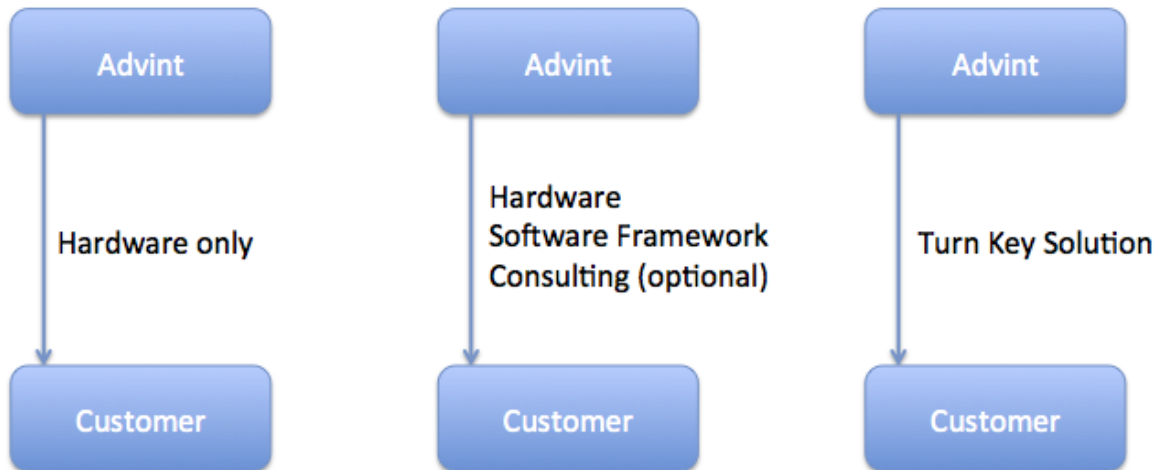 Advint
Advint
Advint
Hardware only
Hardware
Software Framework
Consulting (optional)
Turn Key Solution
Customer
Customer
Customer